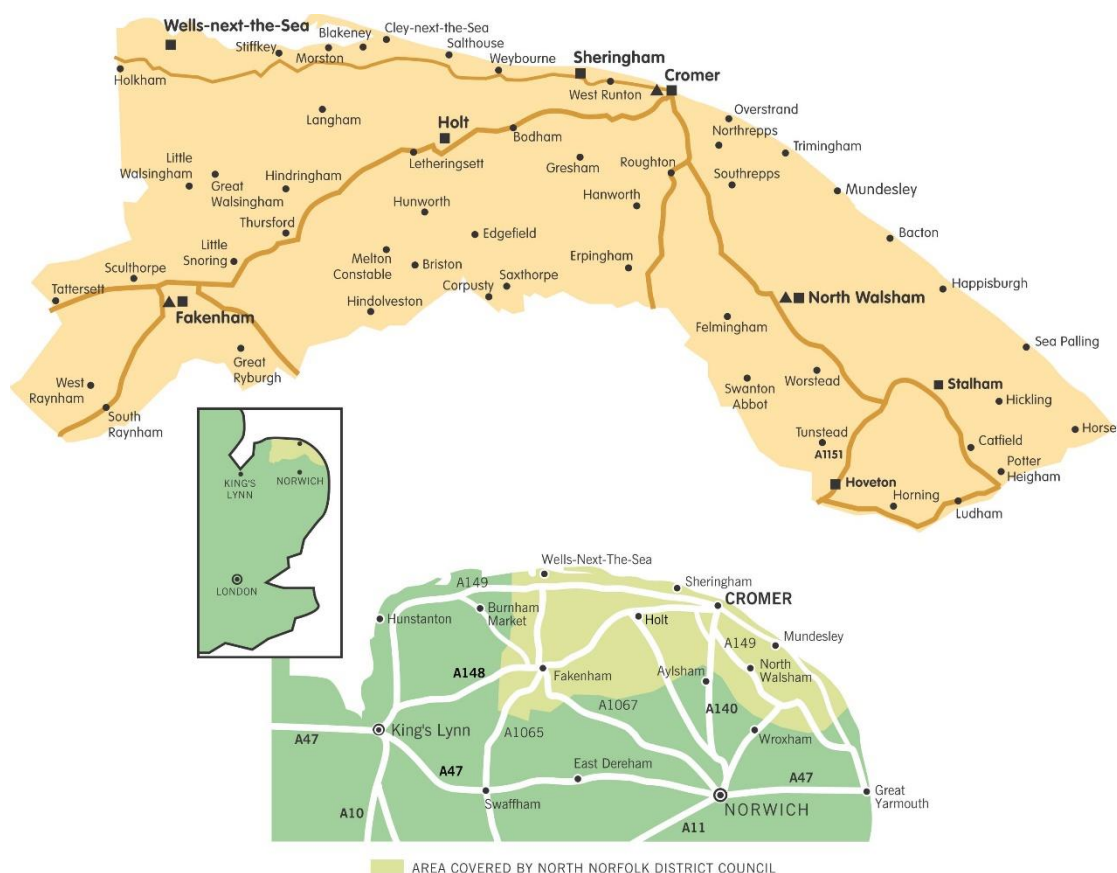 Wells-next-the-Sea
Stiffkey
Blakeney
Morston
Cley-next-the-Sea
Salthouse
Weybourne
Sheringham
Cromer
West Runton
Holkham
Langham
Holt
Bodham
Letheringsett
Overstrand
Northrepps
Trimingham
Gresham
Roughton
Southrepps
Mundesley
Little
Walsingham
Great
Walsingham
Hindringham
Hunworth
Hanworth
Thursford
Edgefield
Bacton
Little
Snoring
Melton
Constable
Briston
Saxthorpe
Corpusty
Erpingham
Sculthorpe
Tattersett
Happisburgh
Fakenham
Hindolveston
North Walsham
Felmingham
Great
Ryburgh
Sea Palling
West
Raynham
Swanton
Abbot
Worstead
Stalham
Hickling
South
Raynham
Tunstead
A1151
Catfield
Horse
Potter
Heigham
Hoveton
Horning
Ludham
KING'S
LYNN
NORWICH
LONDON
Wells-Next-The-Sea
A149
Sheringham
CROMER
Hunstanton
Burnham
Market
Holt
Mundesley
A149
A148
Fakenham
Aylsham
North
Walsham
A1067
A140
A47
King's Lynn
A1065
Wroxham
A47
East Dereham
A47
Swaffham
Great
Yarmouth
NORWICH
A10
A11
AREA COVERED BY NORTH NORFOLK DISTRICT COUNCIL